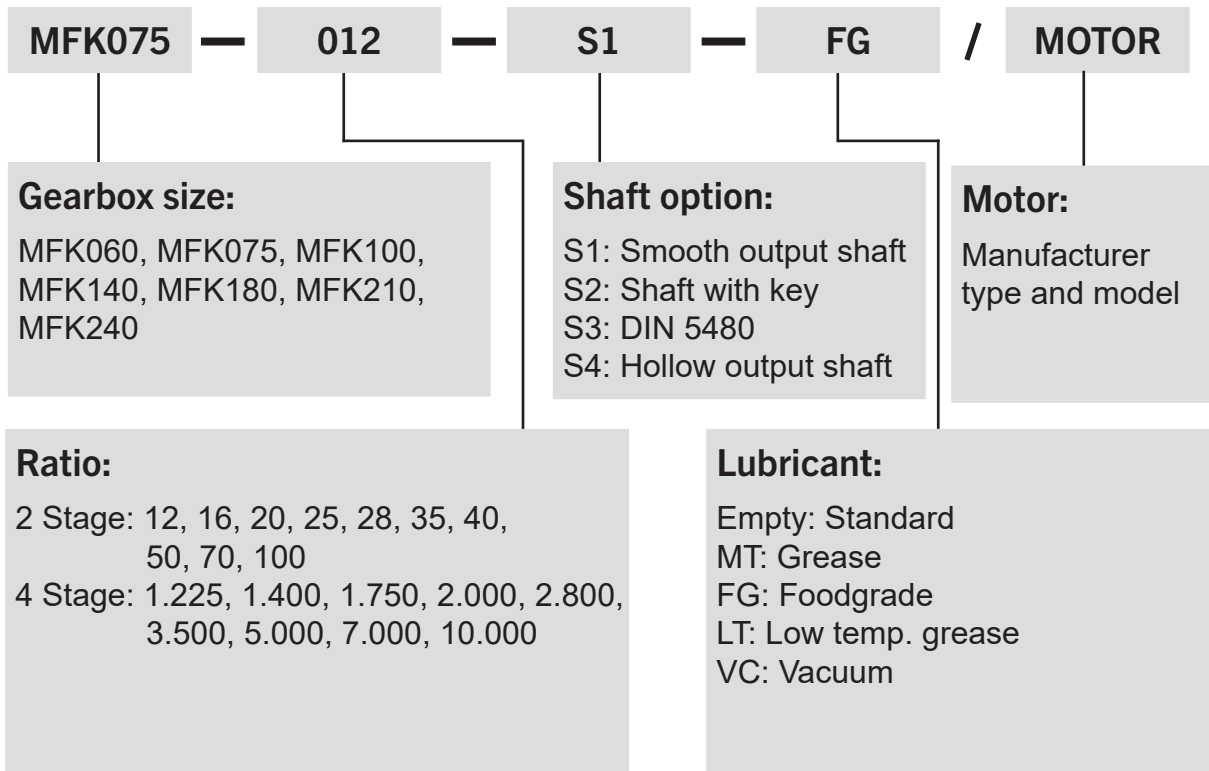 MFK075 — 012 — S1 — FG / MOTOR
Gearbox size:
MFK060, MFK075, MFK100,
MFK140, MFK180, MFK210,
MFK240
Shaft option:
S1: Smooth output shaft
S2: Shaft with key
S3: DIN 5480
S4: Hollow output shaft
Motor:
Manufacturer
type and model
Ratio:
2 Stage: 12, 16, 20, 25, 28, 35, 40,
50, 70, 100
4 Stage: 1.225, 1.400, 1.750, 2.000, 2.800,
3.500, 5.000, 7.000, 10.000
Lubricant:
Empty: Standard
MT: Grease
FG: Foodgrade
LT: Low temp. grease
VC: Vacuum